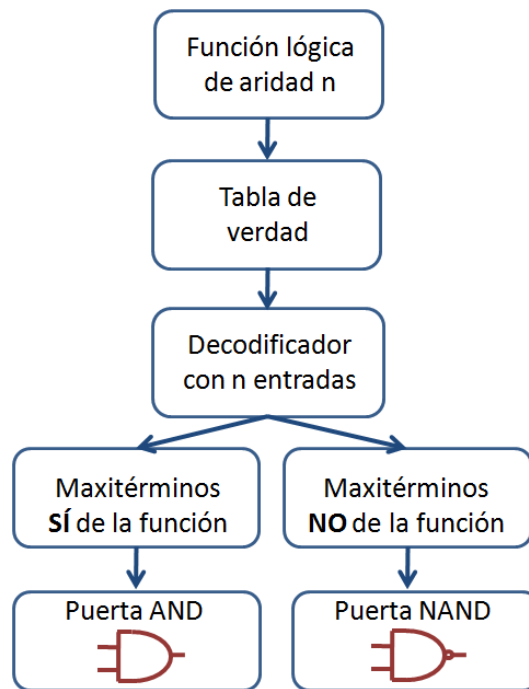 Función lógica
de aridad n
Tabla de
verdad
Decodificador
con n entradas
Maxitérminos
SÍ de la función
Maxitérminos
NO de la función
Puerta AND
Puerta NAND